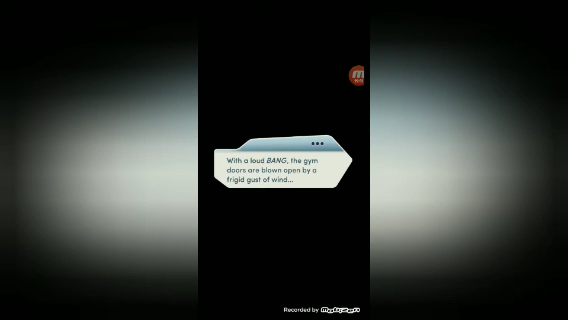 With a loud BANG, the gym
doors are blown open by a
frigid gust of wind...
Recorded by